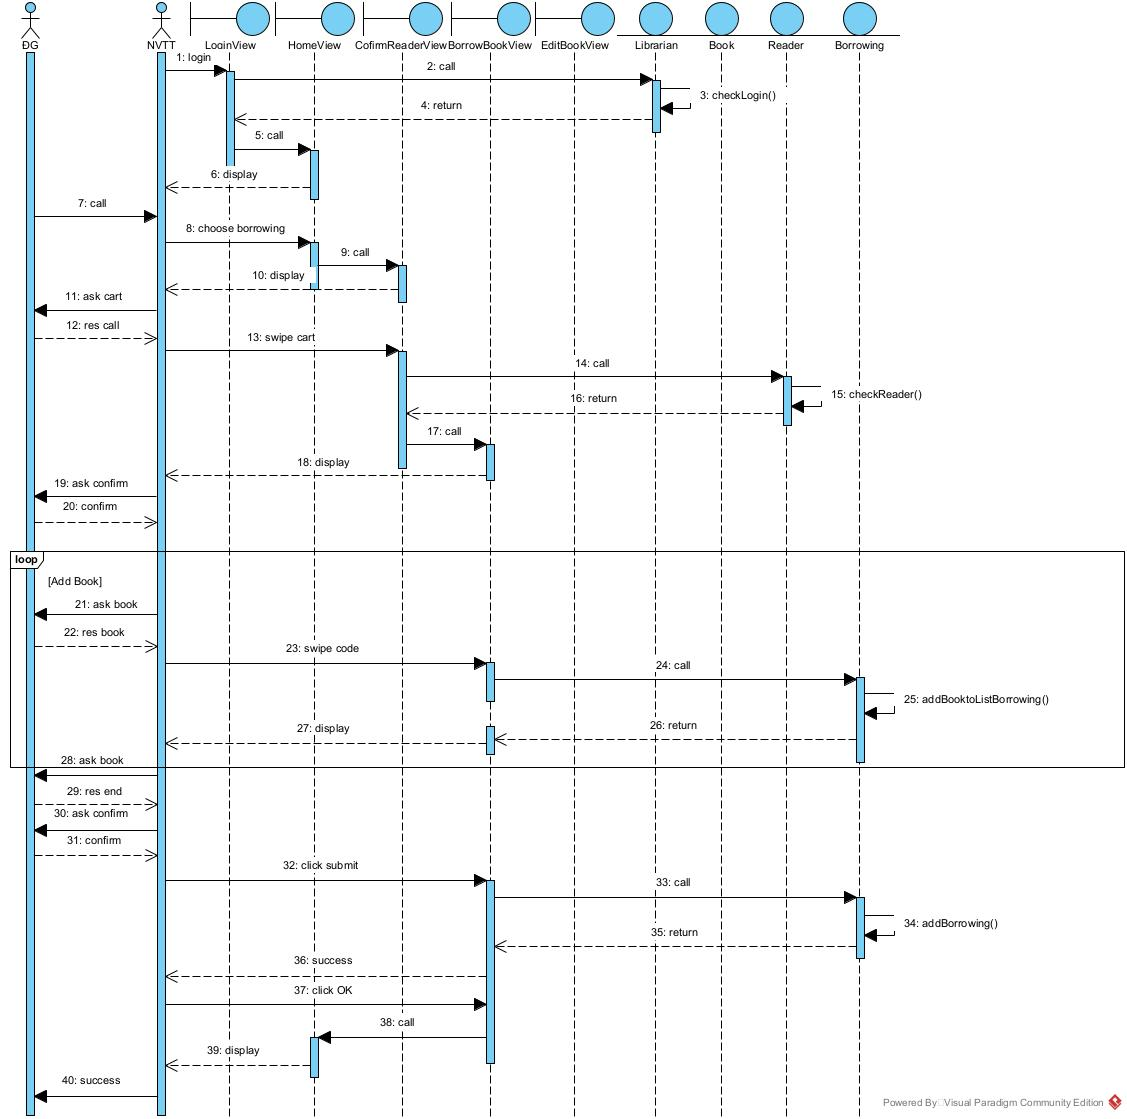 ĐG
NVTT
LoginView
HomeView
CofirmReaderView
BorrowBookView
EditBookView
Librarian
Book
Reader
Borrowing
1: login
2: call
3: checkLogin()
4: return
5: call
6: display
7: call
8: choose borrowing
9: call
10: display
11: ask cart
12: res call
13: swipe cart
14: call
15: checkReader()
16: return
17: call
18: display
19: ask confirm
20: confirm
loop
[Add Book]
21: ask book
22: res book
23: swipe code
24: call
25: addBooktoListBorrowing()
26: return
27: display
28: ask book
29: res end
30: ask confirm
31: confirm
32: click submit
33: call
34: addBorrowing()
35: return
36: success
37: click OK
38: call
39: display
40: success
Powered By Visual Paradigm Community Edition